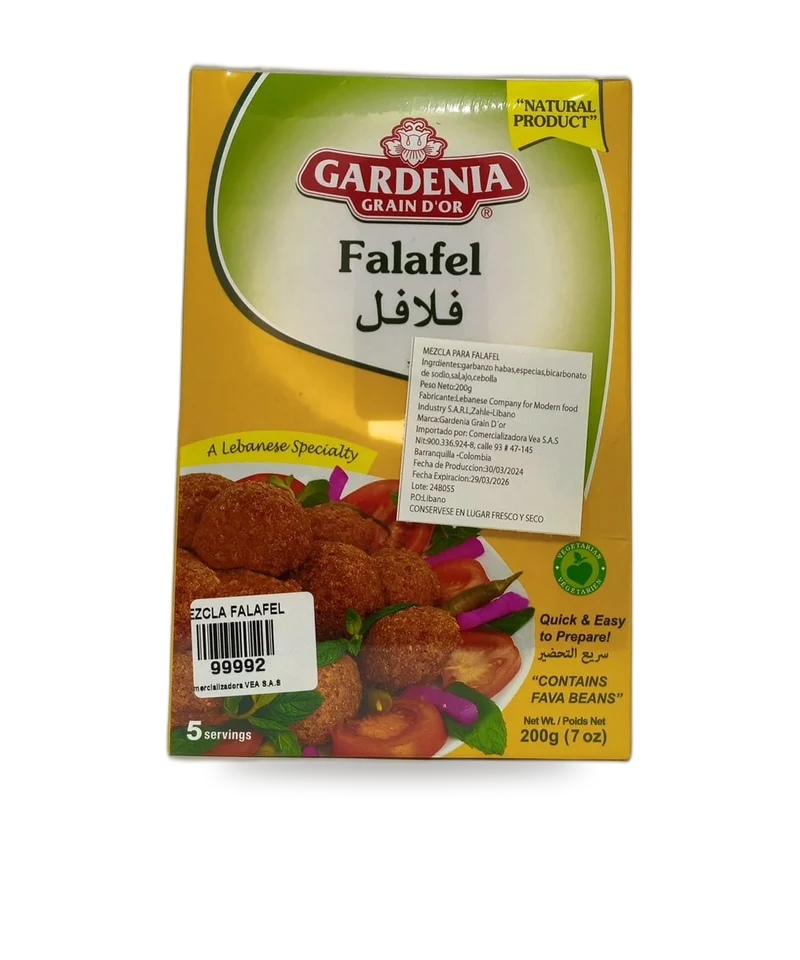 "NATURAL
PRODUCT"
GARDENIA
GRAIN D'OR
®
Falafel
فلافل
MEZCLA PARA FALAFEL
Ingrdientes:garbanzo habas,especias,bicarbonato
de sodio,sal,ajo,cebolla
Peso Neto:200g
Fabricante:Lebanese Company for Modern food
Industry S.A.R.L,Zahle-Libano
Marca:Gardenia Grain D´or
Importado por: Comercializadora Vea S.A.S
Nit:900.336.924-8, calle 93 # 47-145
Barranquilla -Colombia
Fecha de Produccion:30/03/2024
Fecha Expiracion:29/03/2026
Lote: 24B055
P.O:Libano
CONSERVESE EN LUGAR FRESCO Y SECO
A Lebanese Specialty
VEGETARIAN
VEGETARIEN
EZCLA FALAFEL
99992
mercializadora VEA S.A.S
Quick & Easy
to Prepare!
سريع التحضير
"CONTAINS
FAVA BEANS"
Net Wt. / Poids Net
200g (7 oz)
5 servings